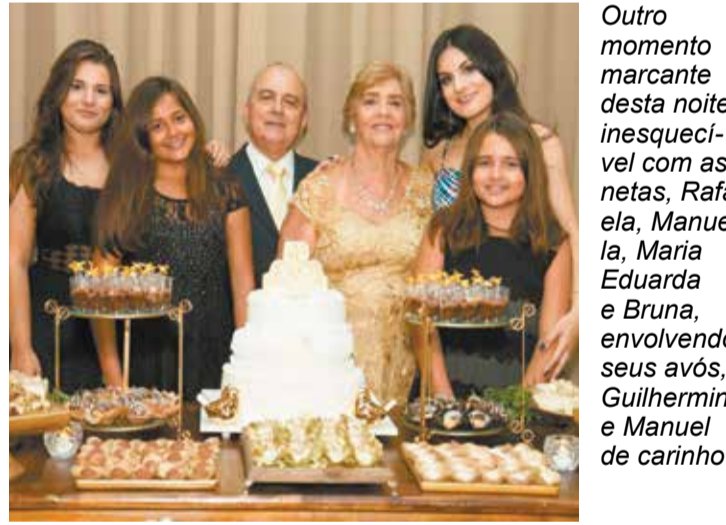 Outro
momento
marcante
desta noite
inesquecí-
vel com as
netas, Rafa
ela, Manue
la, Maria
Eduarda
e Bruna,
envolvendo
seus avós,
Guilhermin
e Manuel
de carinho